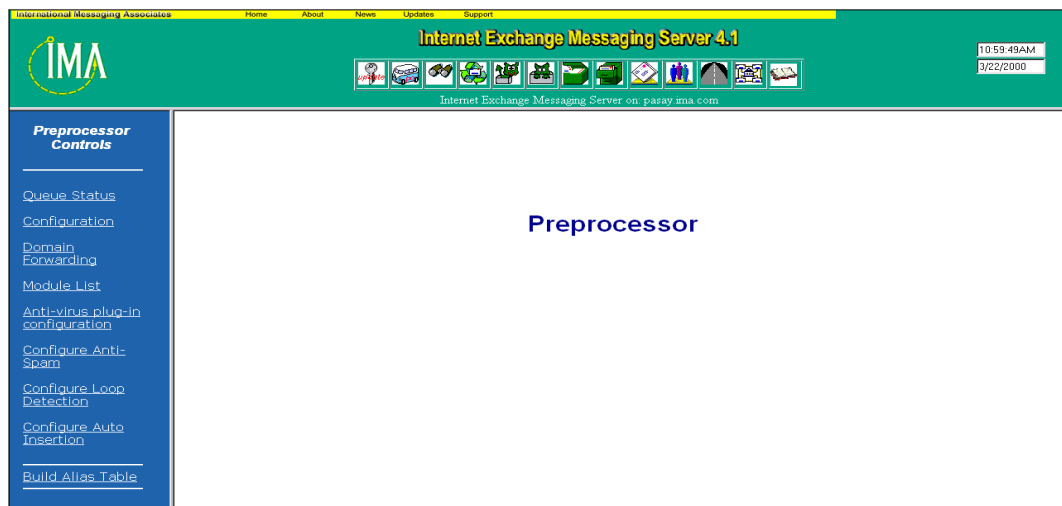 International Messaging Associates Home About News Updates Support
IMA
Internet Exchange Messaging Server 4.1
update
10:59:49AM
3/22/2000
Internet Exchange Messaging Server on: pasay.ima.com
Preprocessor
Controls
Queue Status
Configuration
Domain
Forwarding
Module List
Anti-virus plug-in
configuration
Configure Anti-
Spam
Configure Loop
Detection
Configure Auto
Insertion
Build Alias Table
Preprocessor